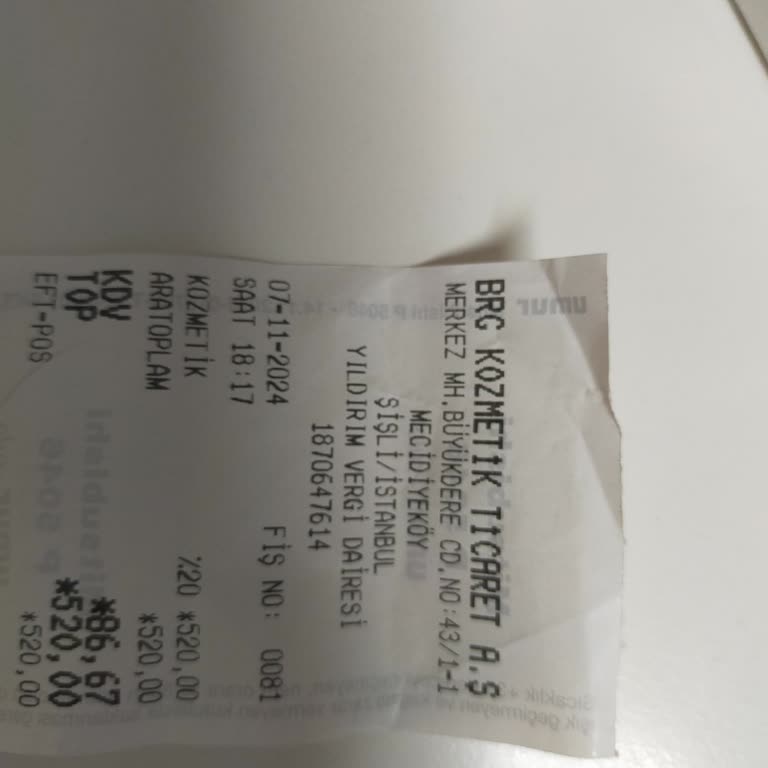 BRG KOZMETİK TİCARET A.Ş
MERKEZ MH.BÜYÜKDERE CD.NO:43/1-1
MECİDİYEKÖY
ŞİŞLİ/İSTANBUL
YILDIRIM VERGİ DAİRESİ
1870647614
07-11-2024 FİŞ NO: 0081
SAAT 18:17
KOZMETİK %20 *520,00
ARATOPLAM *520,00
KDV *86,67
TOP *520,00
EFT-POS *520,00
umur